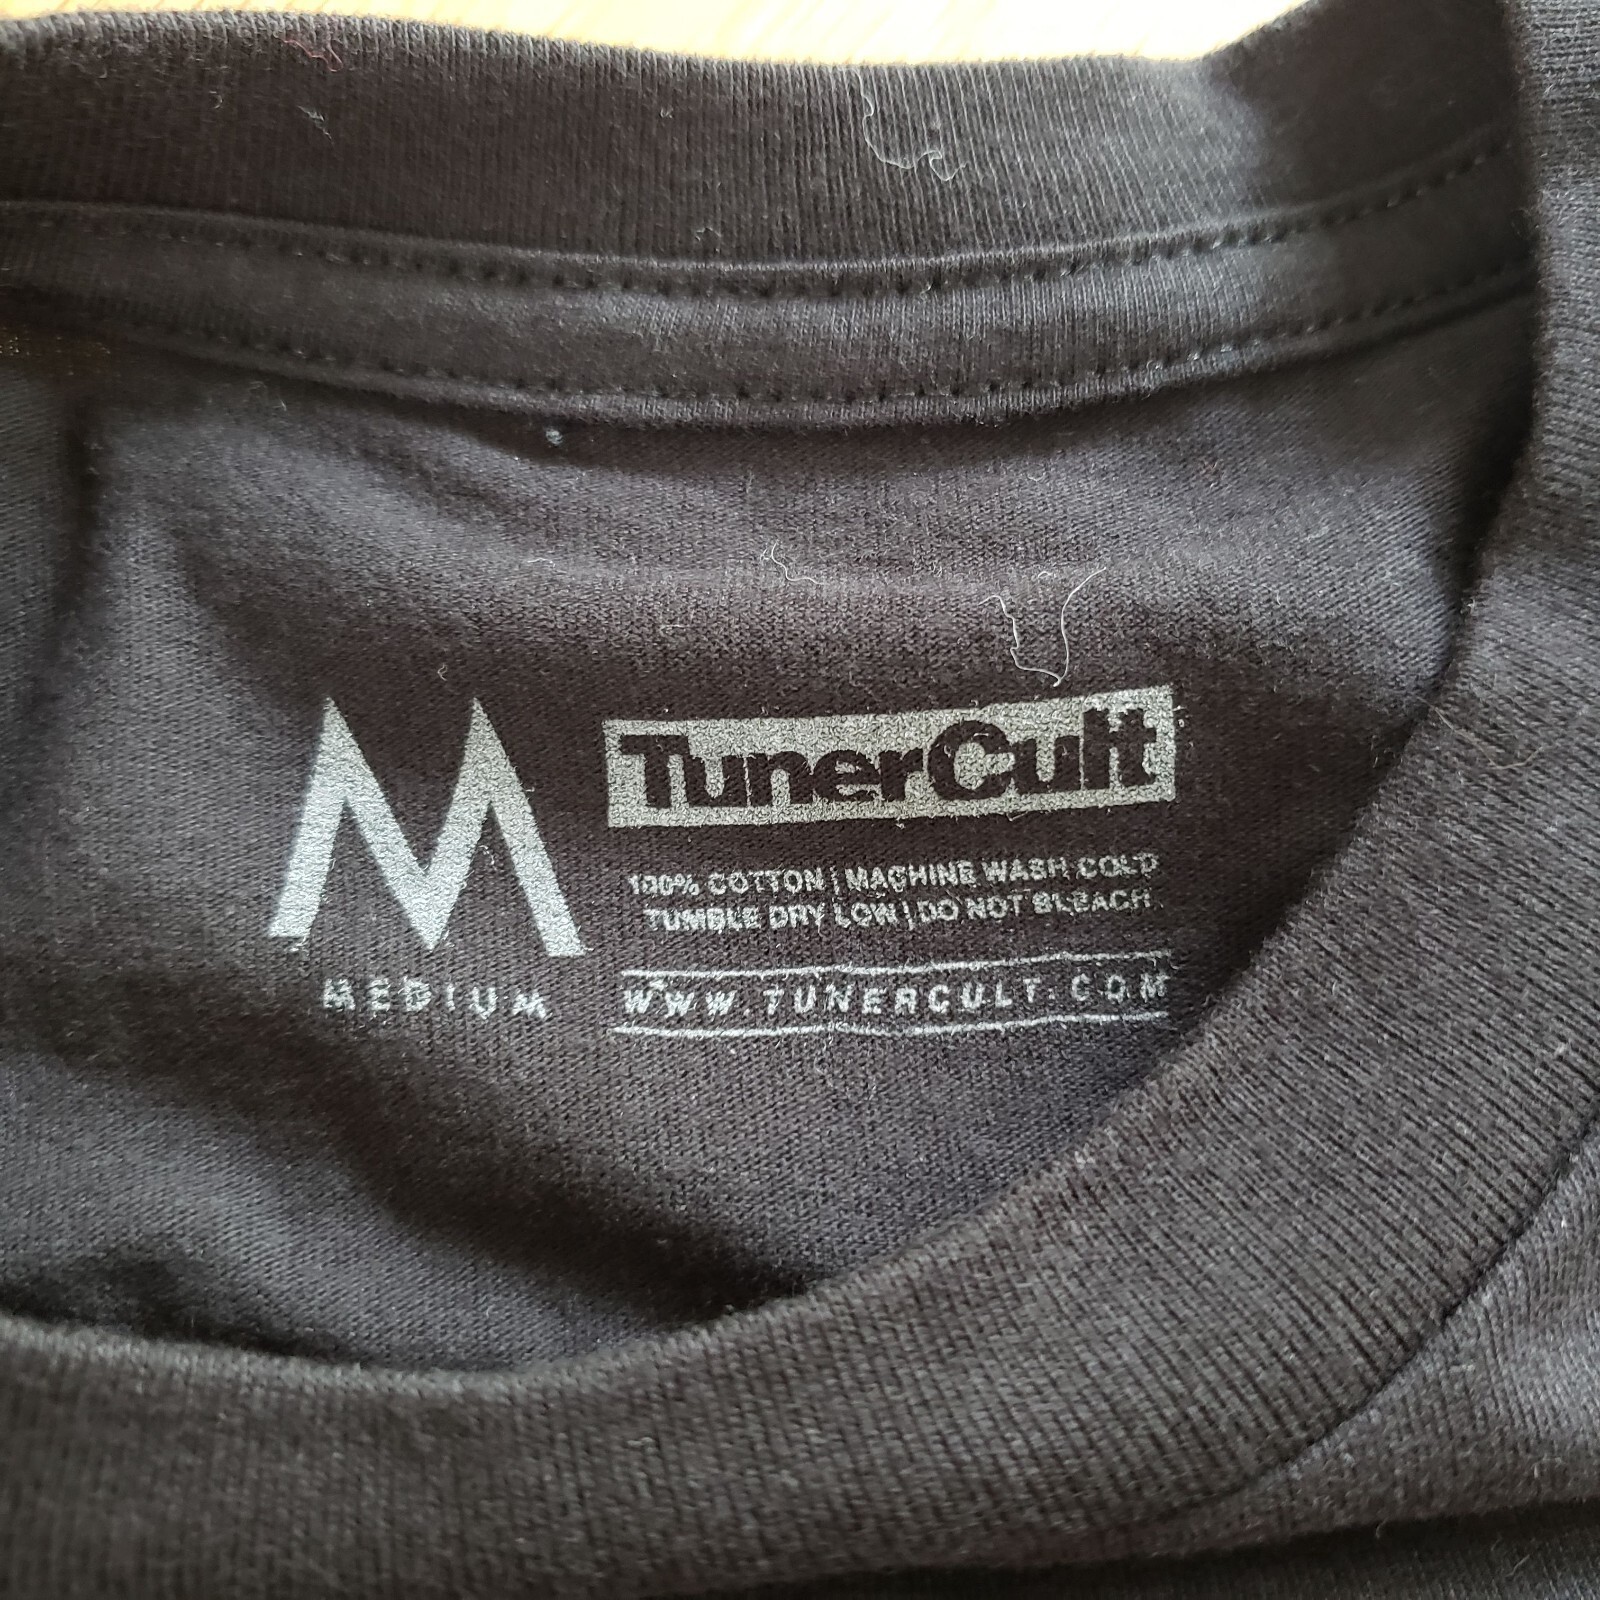 M
MEDIUM
TunerCult
100% COTTON | MACHINE WASH COLD
TUMBLE DRY LOW | DO NOT BLEACH
WWW.TUNERCULT.COM